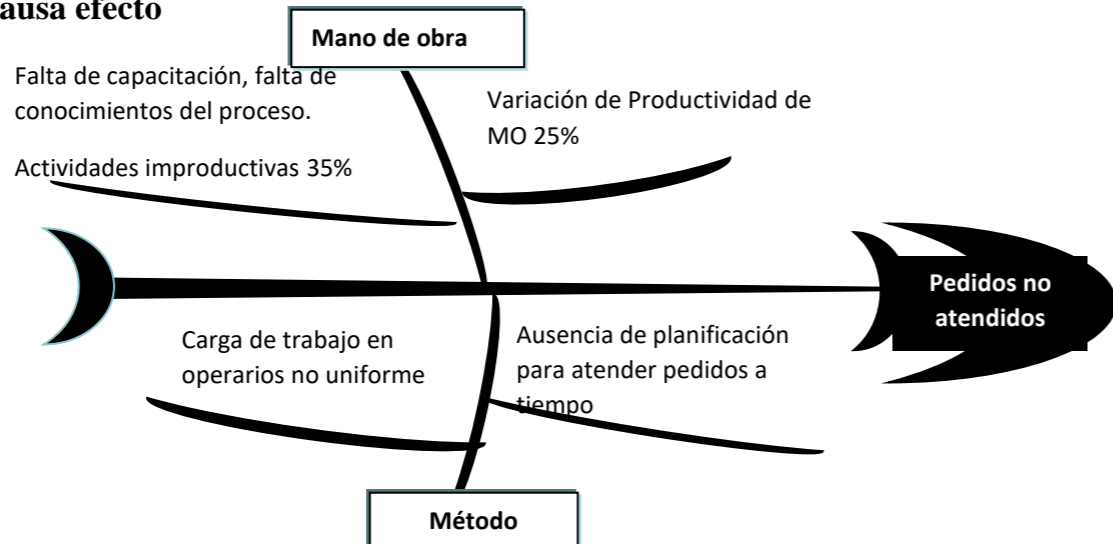 ausa efecto
Mano de obra
Falta de capacitación, falta de
conocimientos del proceso.
Actividades improductivas 35%
Variación de Productividad de
MO 25%
Pedidos no
atendidos
Carga de trabajo en
operarios no uniforme
Ausencia de planificación
para atender pedidos a
tiempo
Método